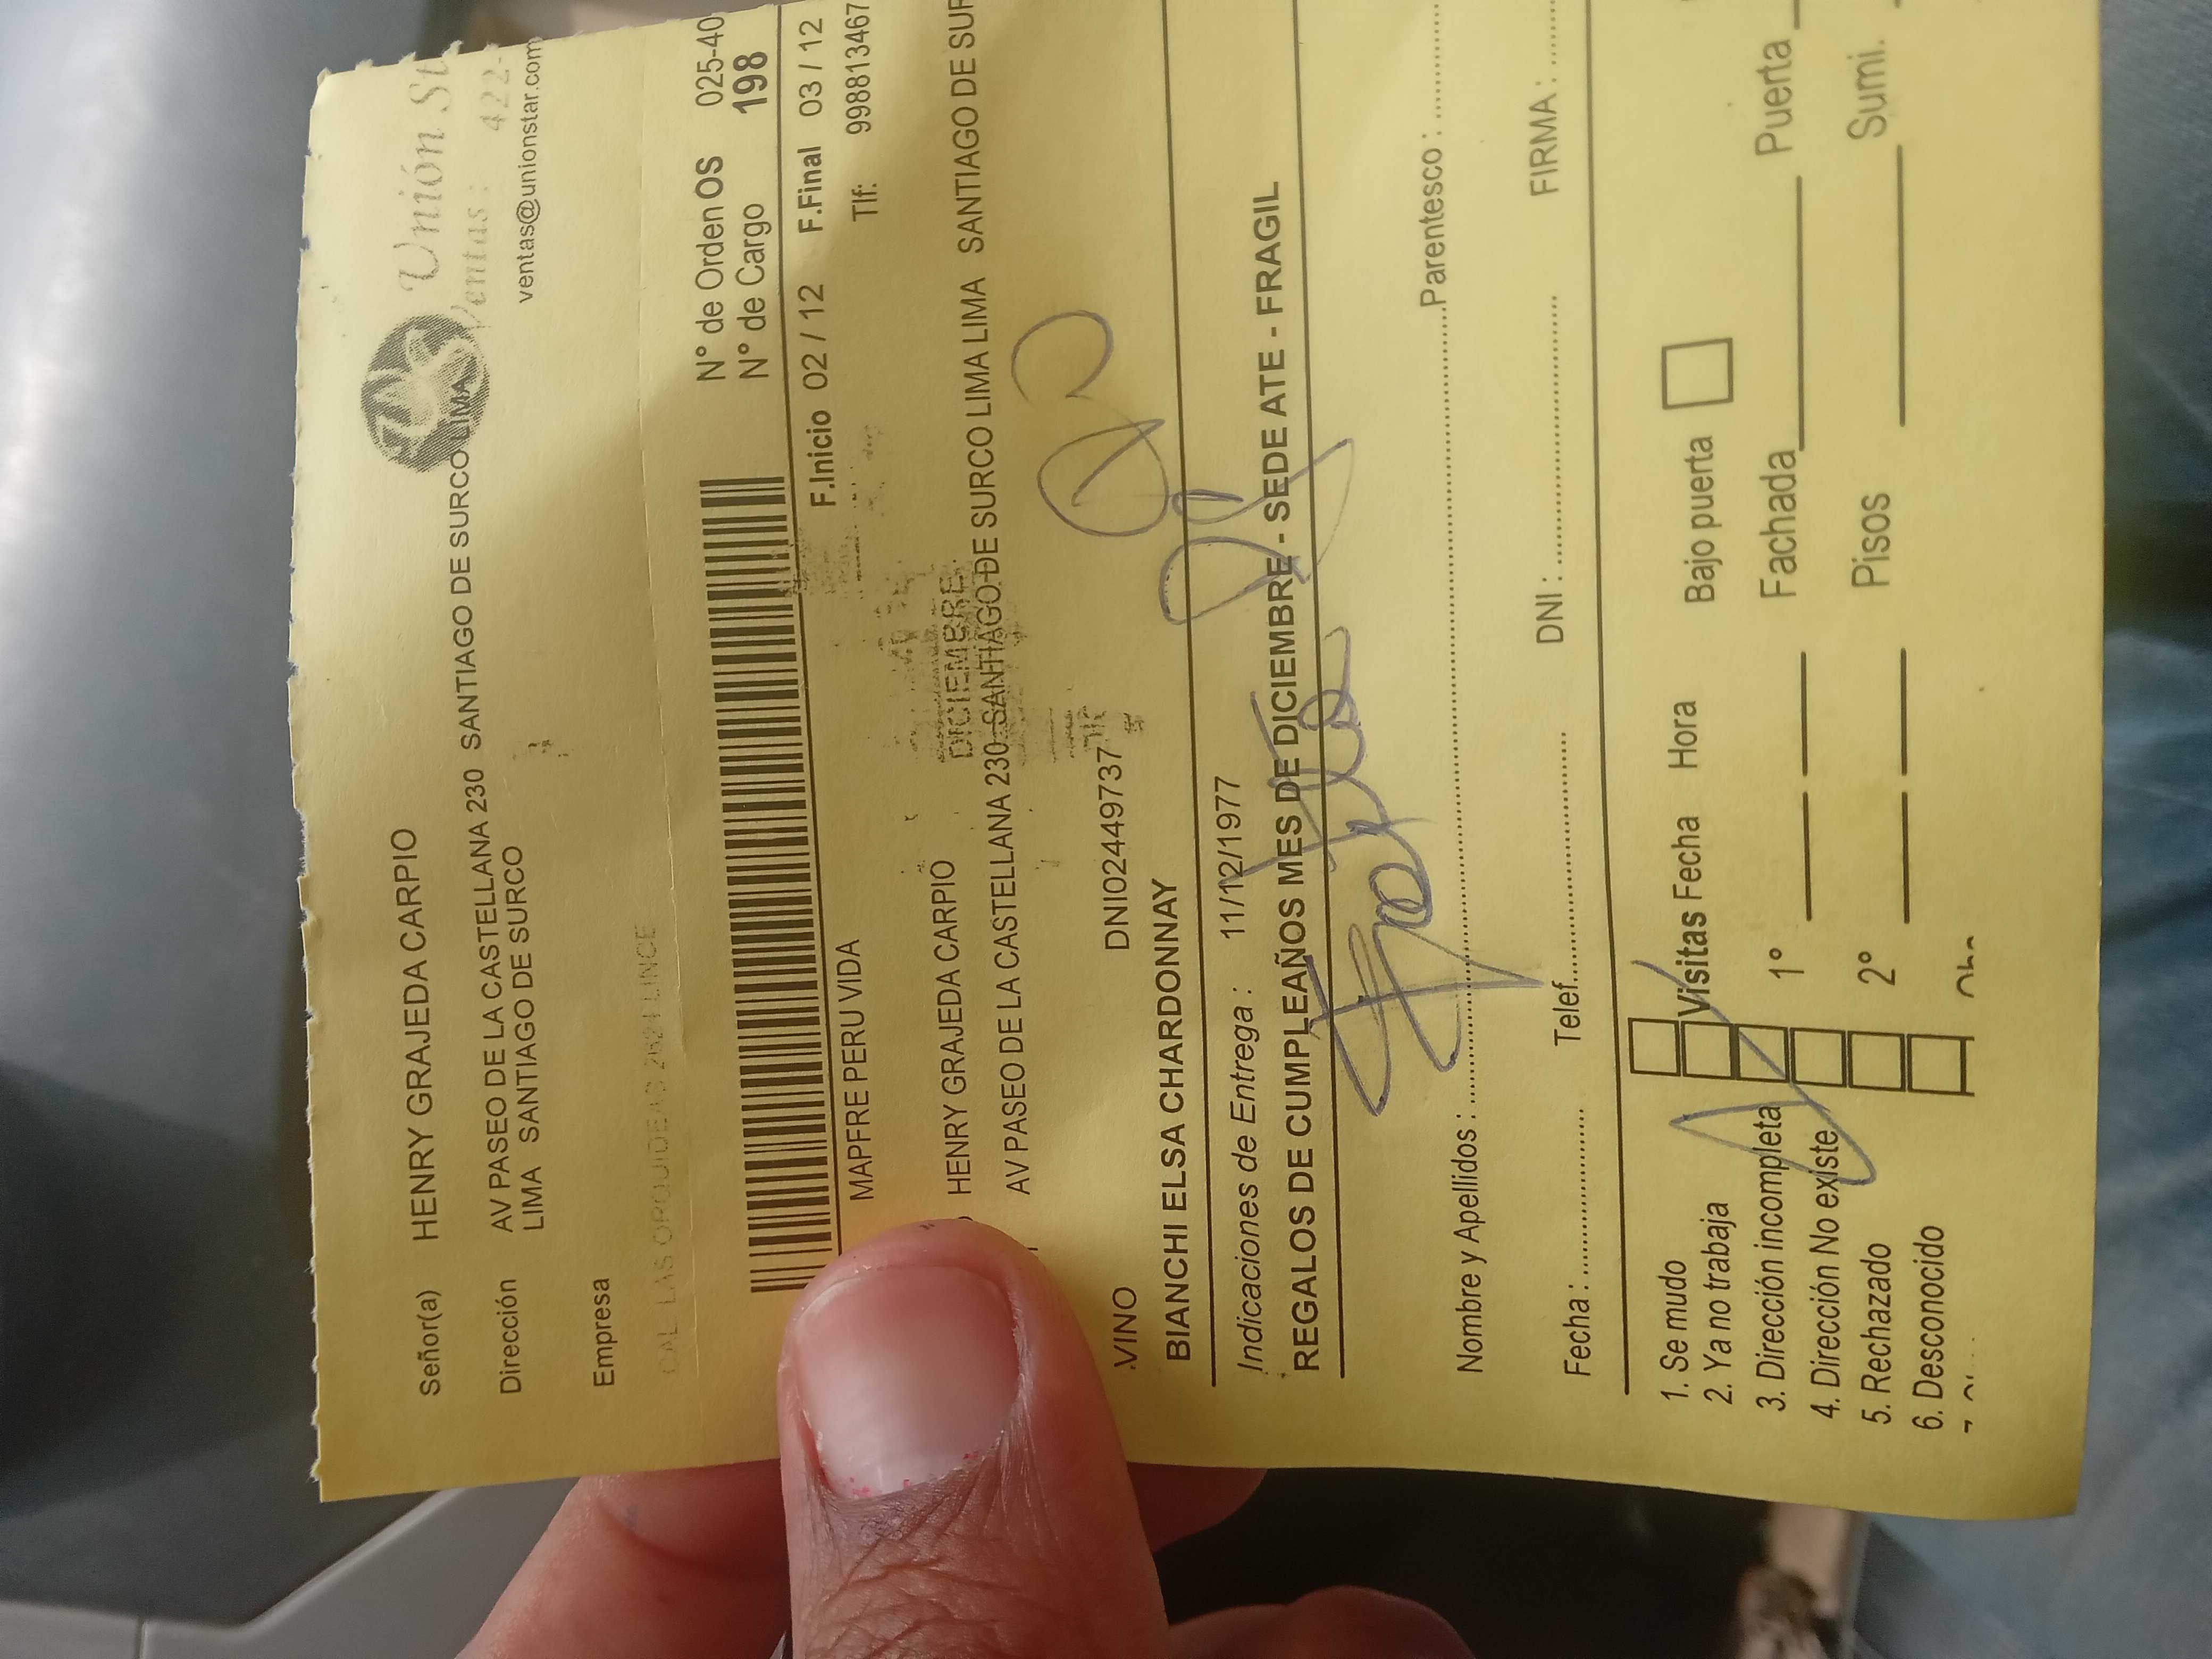 Señor(a) HENRY GRAJEDA CARPIO
Unión
Ventas: 422-
Dirección AV PASEO DE LA CASTELLANA 230 SANTIAGO DE SURCO LIMA
LIMA SANTIAGO DE SURCO
ventas@unionstar.com
Empresa
CAL LAS ORQUIDEAS LINCE
N° de Orden OS 025-40
N° de Cargo 198
F.Inicio 02 / 12 F.Final 03 / 12
MAPFRE PERU VIDA Tlf: 998813467
HENRY GRAJEDA CARPIO
DICIEMBRE
AV PASEO DE LA CASTELLANA 230 SANTIAGO DE SURCO LIMA LIMA SANTIAGO DE SUR
VINO DNI02449737
BIANCHI ELSA CHARDONNAY
Indicaciones de Entrega : 11/12/1977
REGALOS DE CUMPLEAÑOS MES DE DICIEMBRE - SEDE ATE - FRAGIL
Nombre y Apellidos : Parentesco :
Fecha : Telef. DNI : FIRMA :
1. Se mudo
2. Ya no trabaja Visitas Fecha Hora Bajo puerta
3. Dirección incompleta 1° Fachada Puerta
4. Dirección No existe
5. Rechazado 2° Pisos Sumi.
6. Desconocido